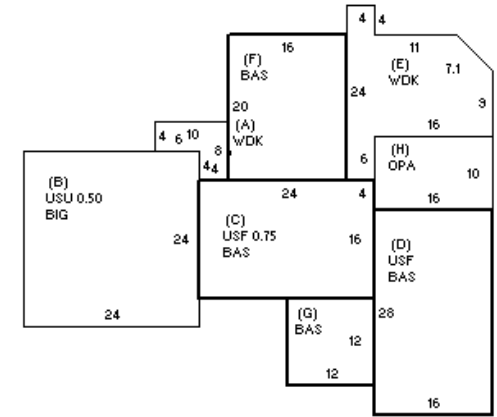 4 4
16
11
(F)
BAS
(E)
WDK
7.1
24
9
20
(A)
WDK
4 6 10
8
16
(H)
OPA
4
4
6
10
(B)
USU 0.50
BIG
24
4
16
(C)
USF 0.75
BAS
24
16
(D)
USF
BAS
(G)
BAS
28
24
12
12
16